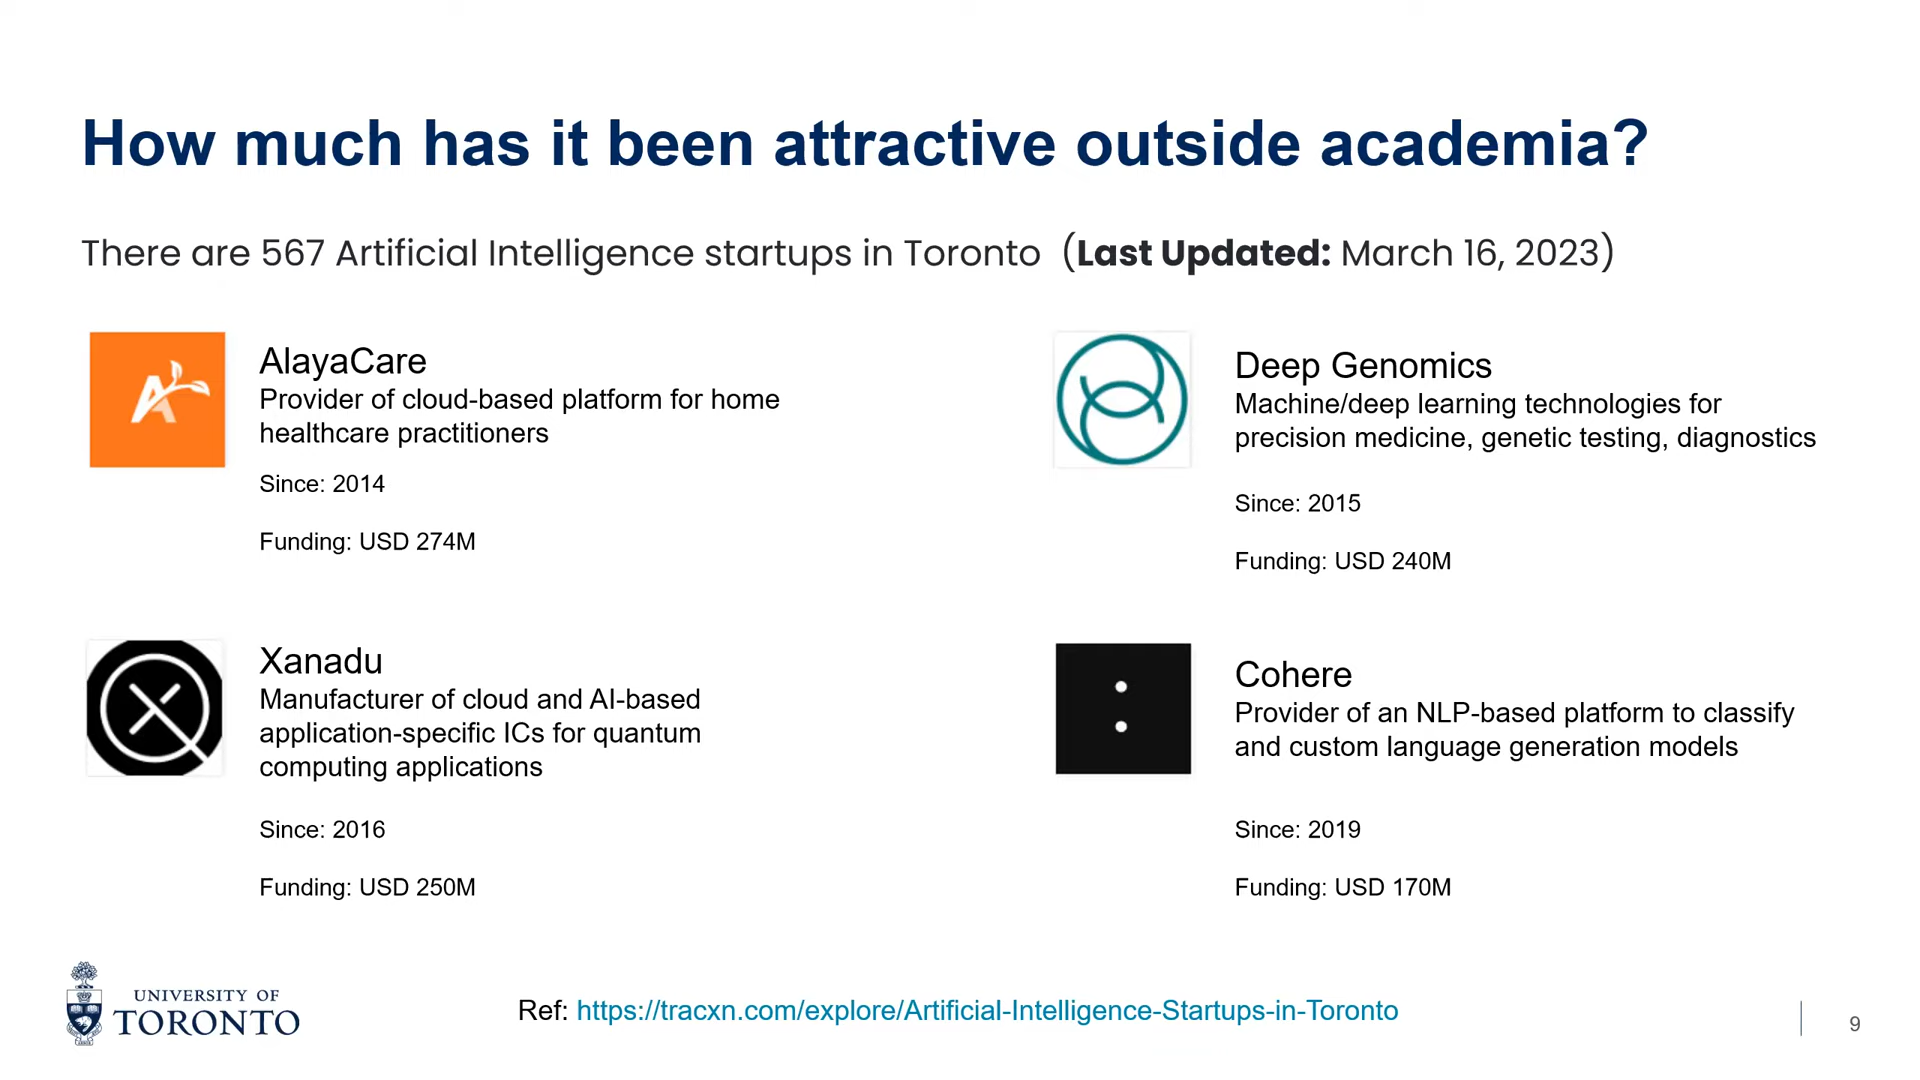 How much has it been attractive outside academia?
There are 567 Artificial Intelligence startups in Toronto (Last Updated: March 16, 2023)
AlayaCare
Provider of cloud-based platform for home
healthcare practitioners
Since: 2014
Funding: USD 274M
Deep Genomics
Machine/deep learning technologies for
precision medicine, genetic testing, diagnostics
Since: 2015
Funding: USD 240M
Xanadu
Manufacturer of cloud and AI-based
application-specific ICs for quantum
computing applications
Since: 2016
Funding: USD 250M
Cohere
Provider of an NLP-based platform to classify
and custom language generation models
Since: 2019
Funding: USD 170M
UNIVERSITY OF
TORONTO
Ref: https://tracxn.com/explore/Artificial-Intelligence-Startups-in-Toronto
9